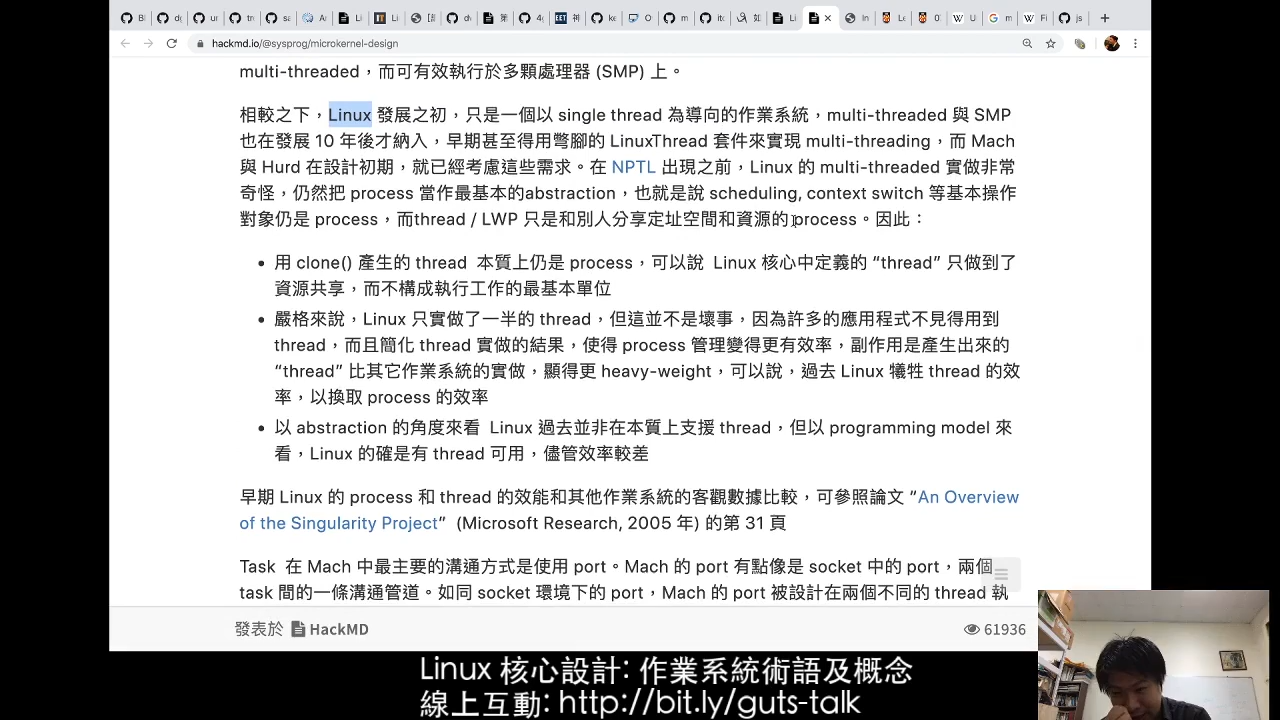 hackmd.io/@sysprog/microkernel-design
multi-threaded，而可有效執行於多顆處理器 (SMP) 上。
相較之下，Linux 發展之初，只是一個以 single thread 為導向的作業系統，multi-threaded 與 SMP
也在發展 10 年後才納入，早期甚至得用彆腳的 LinuxThread 套件來實現 multi-threading，而 Mach
與 Hurd 在設計初期，就已經考慮這些需求。在 NPTL 出現之前，Linux 的 multi-threaded 實做非常
奇怪，仍然把 process 當作最基本的abstraction，也就是說 scheduling, context switch 等基本操作
對象仍是 process，而thread / LWP 只是和別人分享定址空間和資源的process。因此：
• 用 clone() 產生的 thread 本質上仍是 process，可以說 Linux 核心中定義的 “thread” 只做到了
資源共享，而不構成執行工作的最基本單位
• 嚴格來說，Linux 只實做了一半的 thread，但這並不是壞事，因為許多的應用程式不見得用到
thread，而且簡化 thread 實做的結果，使得 process 管理變得更有效率，副作用是產生出來的
“thread” 比其它作業系統的實做，顯得更 heavy-weight，可以說，過去 Linux 犧牲 thread 的效
率，以換取 process 的效率
• 以 abstraction 的角度來看 Linux 過去並非在本質上支援 thread，但以 programming model 來
看，Linux 的確是有 thread 可用，儘管效率較差
早期 Linux 的 process 和 thread 的效能和其他作業系統的客觀數據比較，可參照論文 ”An Overview
of the Singularity Project” (Microsoft Research, 2005 年) 的第 31 頁
Task 在 Mach 中最主要的溝通方式是使用 port。Mach 的 port 有點像是 socket 中的 port，兩個
task 間的一條溝通管道。如同 socket 環境下的 port，Mach 的 port 被設計在兩個不同的 thread 執
發表於 HackMD
61936
Linux 核心設計: 作業系統術語及概念
線上互動: http://bit.ly/guts-talk